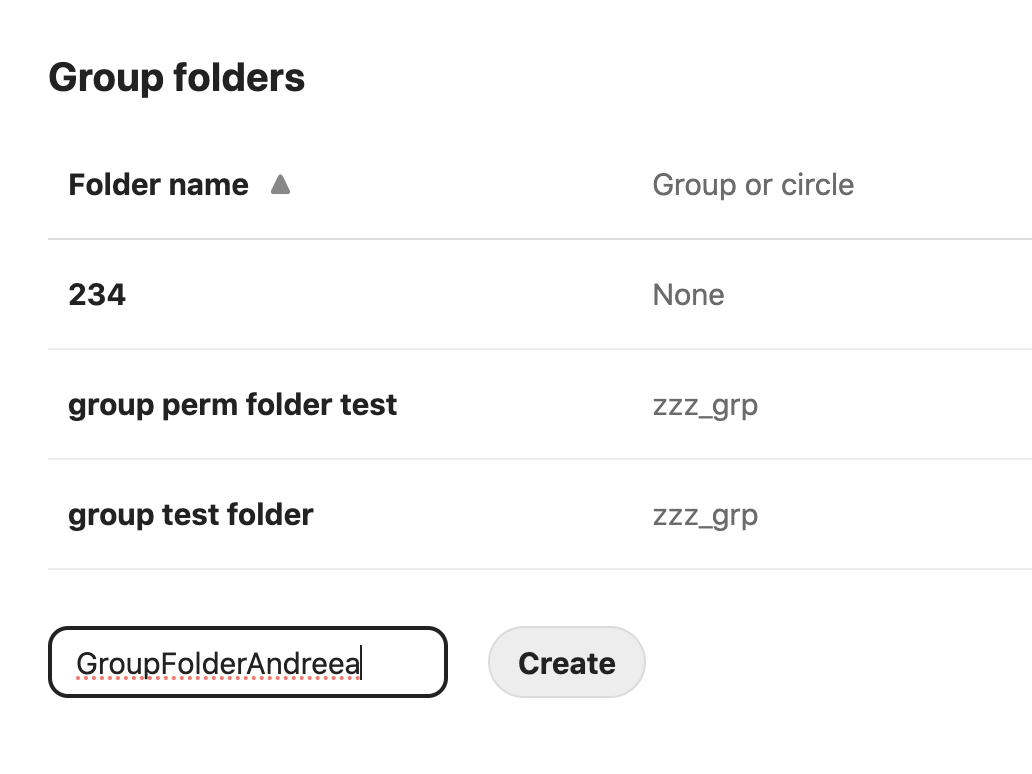 Group folders
Folder name ▲ Group or circle
234 None
group perm folder test zzz_grp
group test folder zzz_grp
GroupFolderAndreea Create